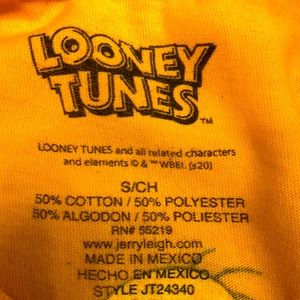 LOONEY
TUNES
™
LOONEY TUNES and all related characters
and elements © & ™ WBEI. (s20)
S/CH
50% COTTON / 50% POLYESTER
50% ALGODON / 50% POLIESTER
RN# 55219
www.jerryleigh.com
MADE IN MEXICO
HECHO EN MEXICO
STYLE JT24340